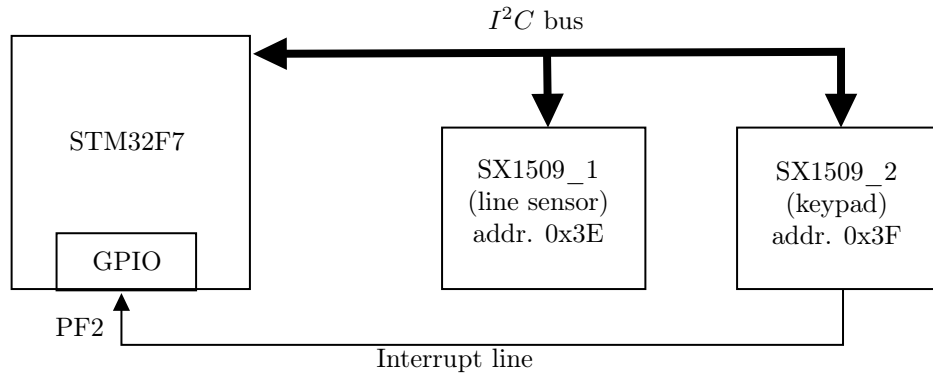 I²C bus
STM32F7
SX1509_1
(line sensor)
addr. 0x3E
SX1509_2
(keypad)
addr. 0x3F
GPIO
PF2
Interrupt line